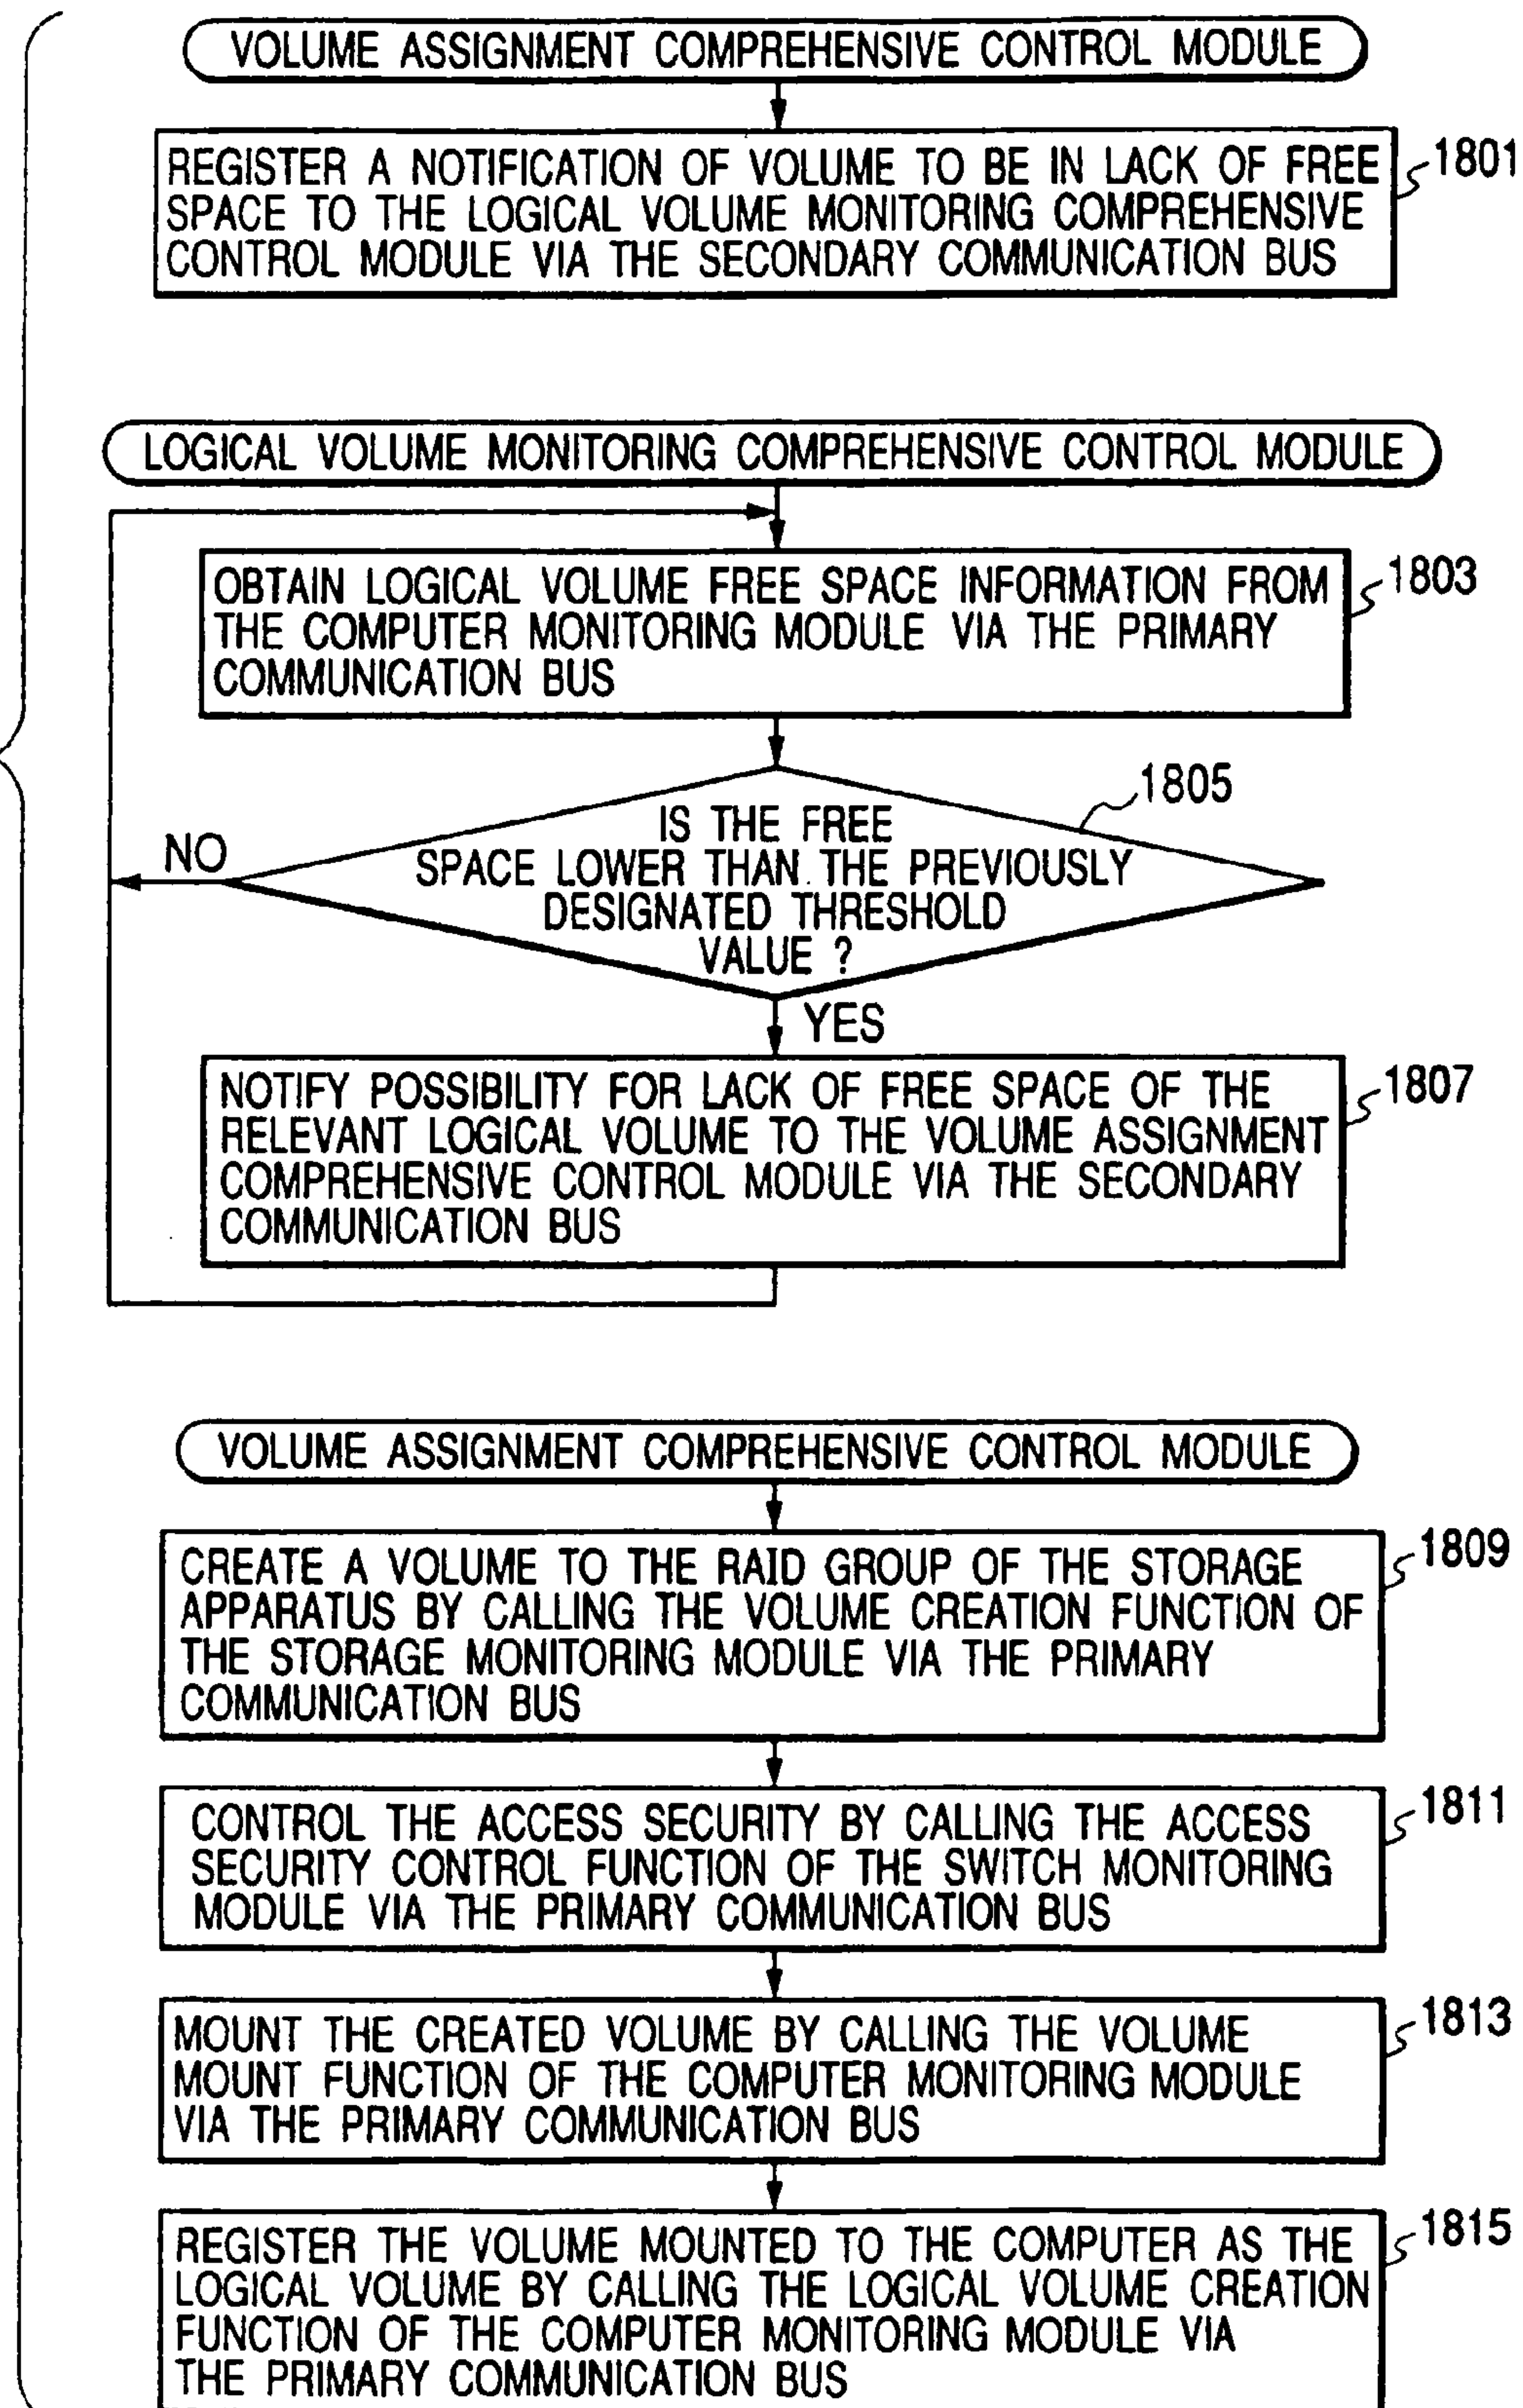 VOLUME ASSIGNMENT COMPREHENSIVE CONTROL MODULE
REGISTER A NOTIFICATION OF VOLUME TO BE IN LACK OF FREE
SPACE TO THE LOGICAL VOLUME MONITORING COMPREHENSIVE
CONTROL MODULE VIA THE SECONDARY COMMUNICATION BUS
1801
LOGICAL VOLUME MONITORING COMPREHENSIVE CONTROL MODULE
OBTAIN LOGICAL VOLUME FREE SPACE INFORMATION FROM
THE COMPUTER MONITORING MODULE VIA THE PRIMARY
COMMUNICATION BUS
1803
1805
IS THE FREE
SPACE LOWER THAN THE PREVIOUSLY
DESIGNATED THRESHOLD
VALUE ?
NO
YES
NOTIFY POSSIBILITY FOR LACK OF FREE SPACE OF THE
RELEVANT LOGICAL VOLUME TO THE VOLUME ASSIGNMENT
COMPREHENSIVE CONTROL MODULE VIA THE SECONDARY
COMMUNICATION BUS
1807
VOLUME ASSIGNMENT COMPREHENSIVE CONTROL MODULE
CREATE A VOLUME TO THE RAID GROUP OF THE STORAGE
APPARATUS BY CALLING THE VOLUME CREATION FUNCTION OF
THE STORAGE MONITORING MODULE VIA THE PRIMARY
COMMUNICATION BUS
1809
CONTROL THE ACCESS SECURITY BY CALLING THE ACCESS
SECURITY CONTROL FUNCTION OF THE SWITCH MONITORING
MODULE VIA THE PRIMARY COMMUNICATION BUS
1811
MOUNT THE CREATED VOLUME BY CALLING THE VOLUME
MOUNT FUNCTION OF THE COMPUTER MONITORING MODULE
VIA THE PRIMARY COMMUNICATION BUS
1813
REGISTER THE VOLUME MOUNTED TO THE COMPUTER AS THE
LOGICAL VOLUME BY CALLING THE LOGICAL VOLUME CREATION
FUNCTION OF THE COMPUTER MONITORING MODULE VIA
THE PRIMARY COMMUNICATION BUS
1815